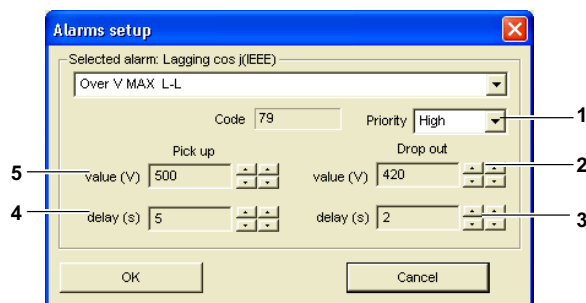 Alarms setup
Selected alarm: Lagging cos j(IEEE)
Over V MAX L-L
Code 79 Priority High 1
Pick up Drop out
5 value (V) 500 value (V) 420 2
4 delay (s) 5 delay (s) 2 3
OK Cancel